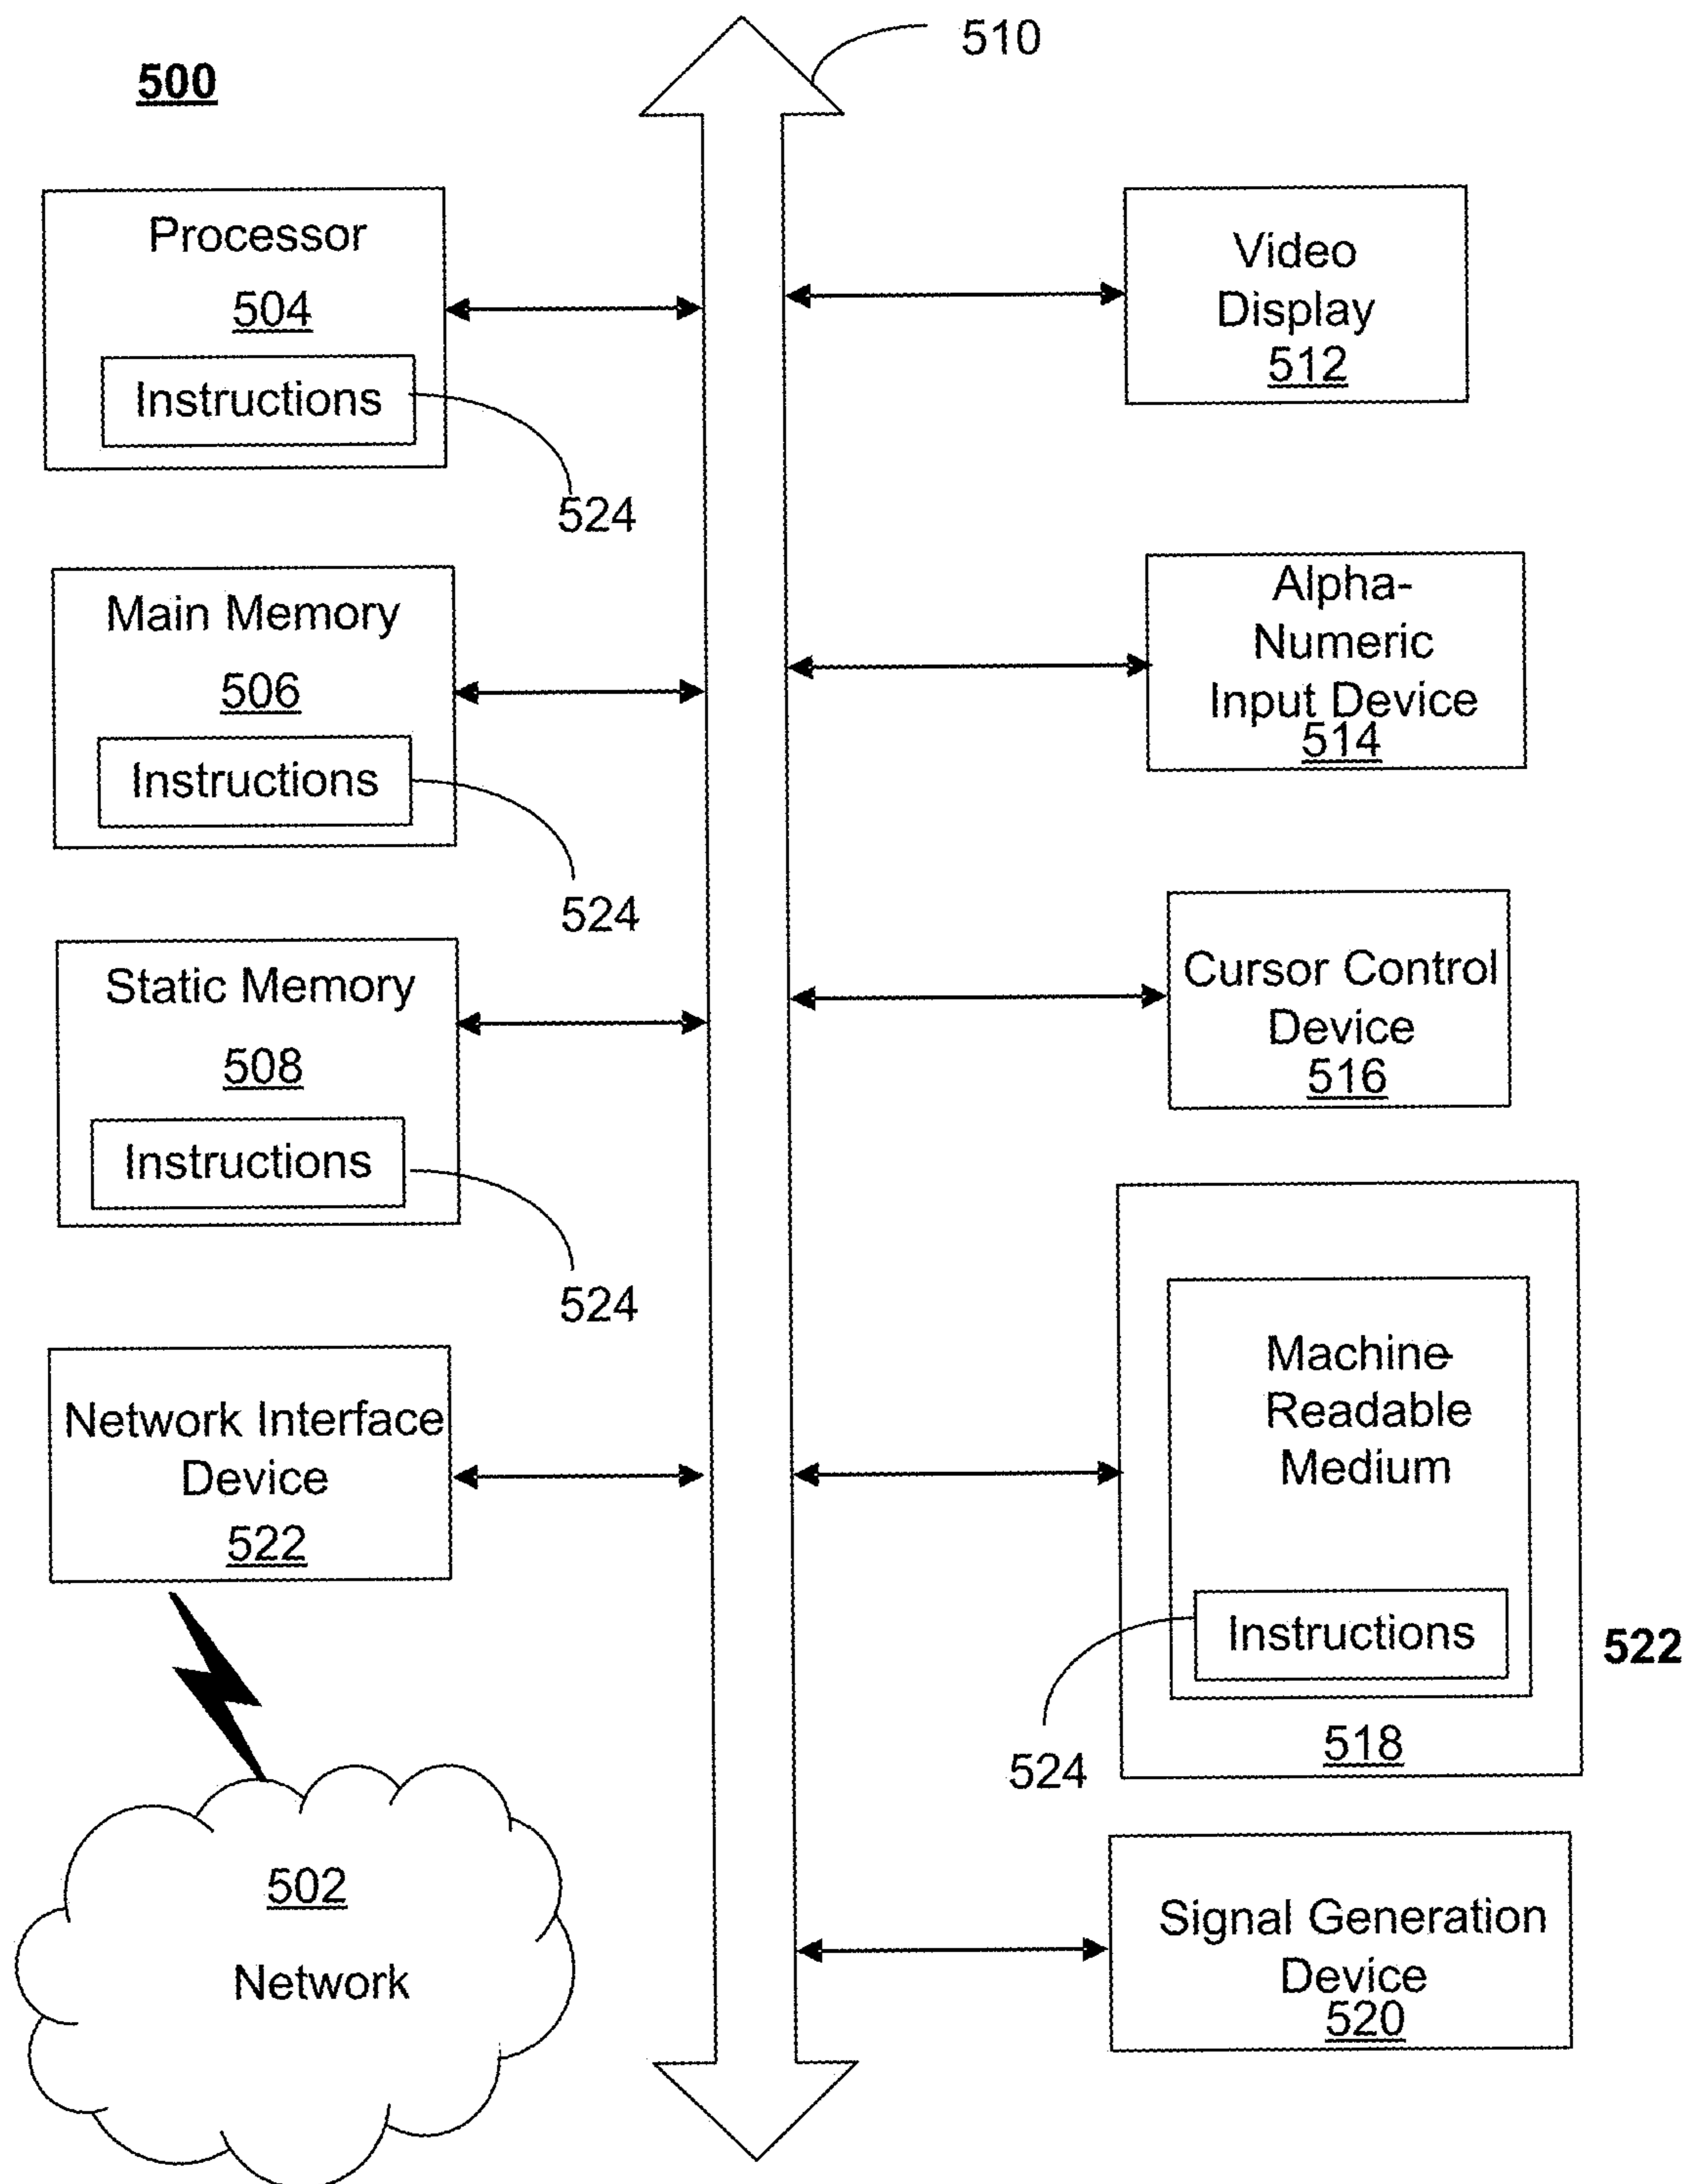 500
510
Processor
504
Instructions
524
Main Memory
506
Instructions
524
Static Memory
508
Instructions
524
Network Interface
Device
522
502
Network
Video
Display
512
Alpha-
Numeric
Input Device
514
Cursor Control
Device
516
Machine-
Readable
Medium
Instructions
522
518
524
Signal Generation
Device
520